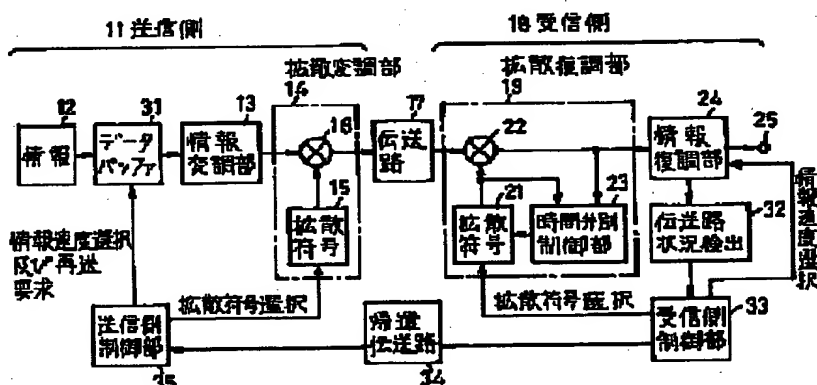 11 送信側
18 受信側
拡散変調部
14
拡散復調部
19
12
情報
31
データ
バッファ
13
情報
変調部
16
17
伝送
路
22
24
情報
復調部
25
15
拡散
符号
21
拡散
符号
23
時間弁別
制御部
32
伝送路
状況検出
情報速度選択
情報速度選択
及び再送
要求
拡散符号選択
拡散符号選択
送信側
制御部
35
帰還
伝送路
34
受信側
制御部
33